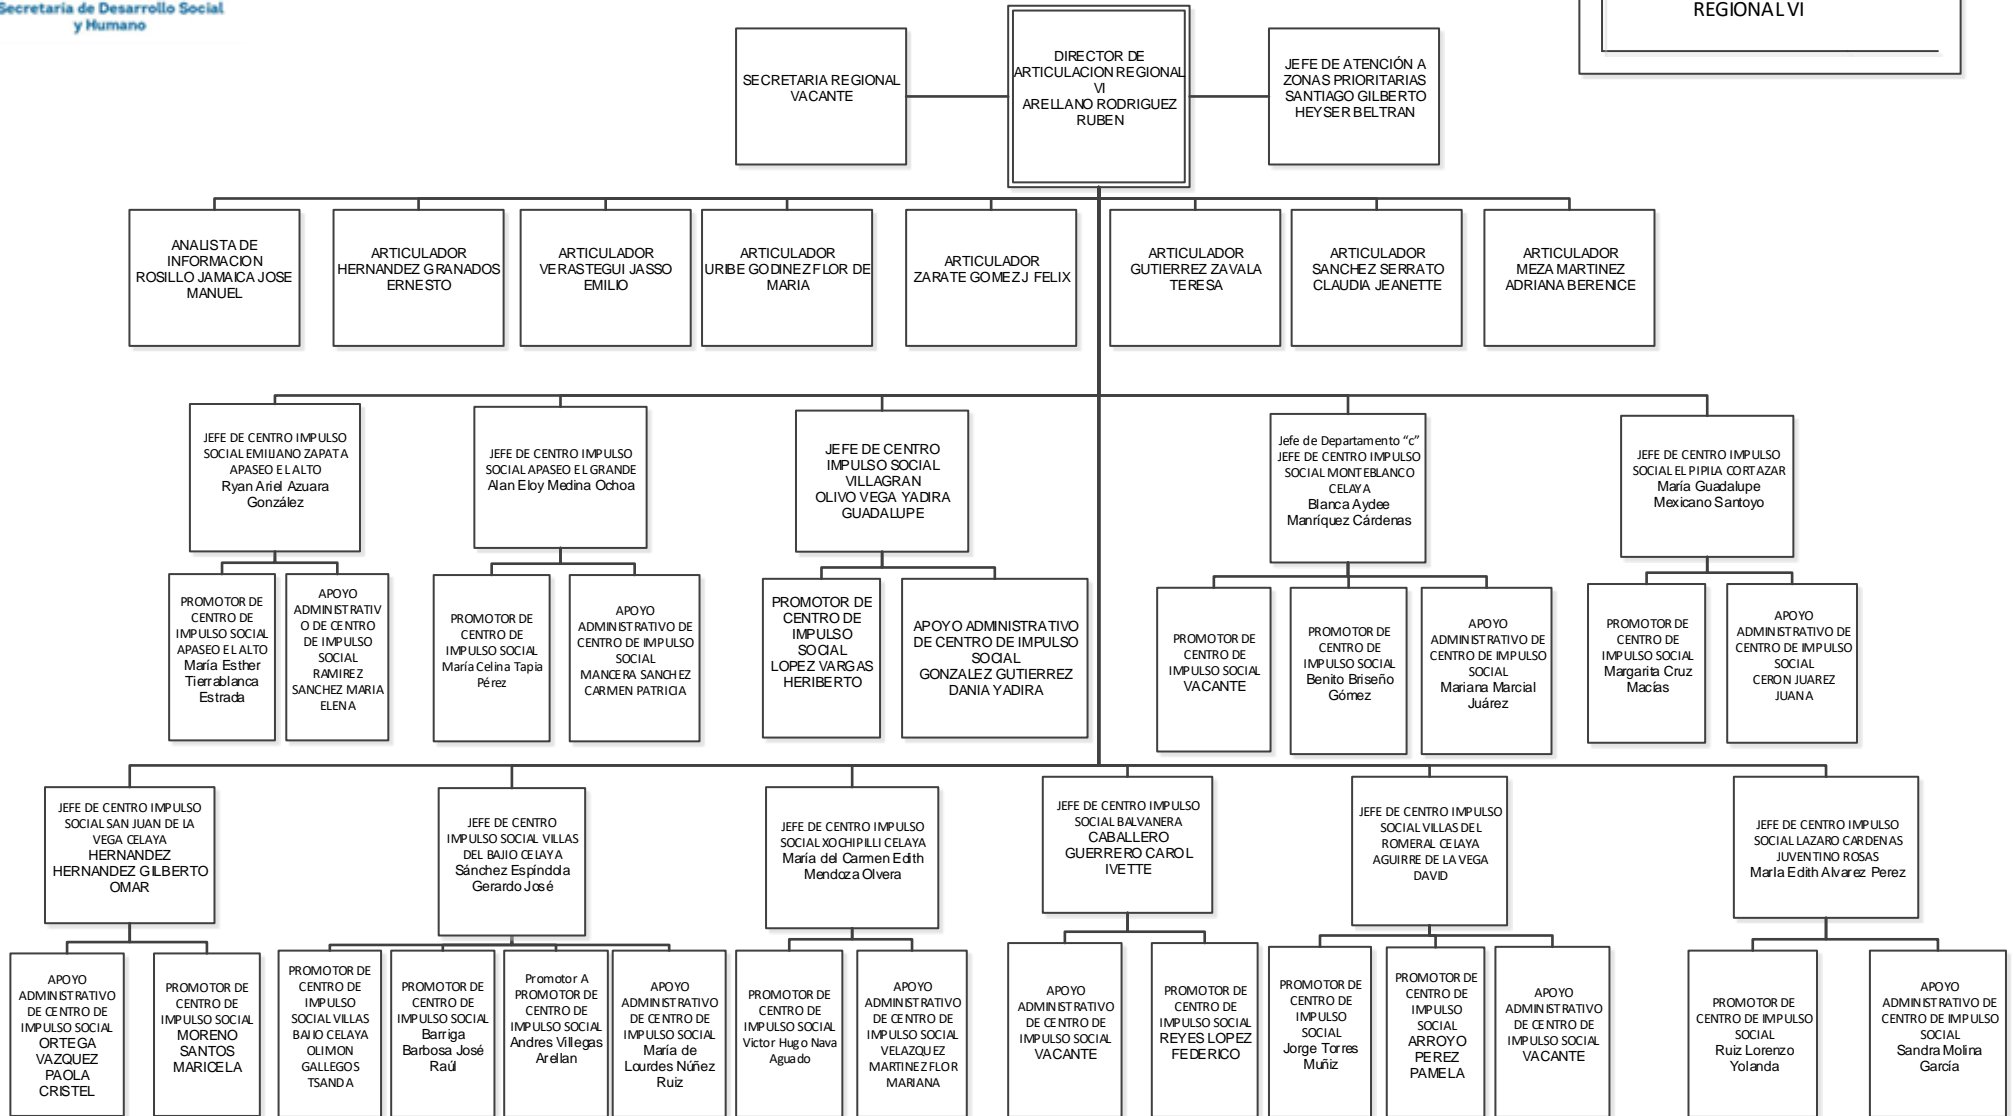 Secretaría de Desarrollo Social
y Humano
REGIONAL VI
SECRETARIA REGIONAL
VACANTE
DIRECTOR DE
ARTICULACION REGIONAL
VI
ARELLANO RODRIGUEZ
RUBEN
JEFE DE ATENCIÓN A
ZONAS PRIORITARIAS
SANTIAGO GILBERTO
HEYSER BELTRAN
ANALISTA DE
INFORMACION
ROSILLO JAMAICA JOSE
MANUEL
ARTICULADOR
HERNANDEZ GRANADOS
ERNESTO
ARTICULADOR
VERASTEGUI JASSO
EMILIO
ARTICULADOR
URIBE GODINEZ FLOR DE
MARIA
ARTICULADOR
ZARATE GOMEZ J FELIX
ARTICULADOR
GUTIERREZ ZAVALA
TERESA
ARTICULADOR
SANCHEZ SERRATO
CLAUDIA JEANETTE
ARTICULADOR
MEZA MARTINEZ
ADRIANA BERENICE
JEFE DE CENTRO IMPULSO
SOCIAL EMILIANO ZAPATA
APASEO EL ALTO
Ryan Ariel Azuara
González
JEFE DE CENTRO IMPULSO
SOCIAL APASEO EL GRANDE
Alan Eloy Medina Ochoa
JEFE DE CENTRO
IMPULSO SOCIAL
VILLAGRAN
OLIVO VEGA YADIRA
GUADALUPE
Jefe de Departamento “c”
JEFE DE CENTRO IMPULSO
SOCIAL MONTEBLANCO
CELAYA
Blanca Aydee
Manríquez Cárdenas
JEFE DE CENTRO IMPULSO
SOCIAL EL PIPILA CORTAZAR
María Guadalupe
Mexicano Santoyo
PROMOTOR DE
CENTRO DE
IMPULSO SOCIAL
APASEO EL ALTO
María Esther
Tierrablanca
Estrada
APOYO
ADMINISTRATIV
O DE CENTRO
DE IMPULSO
SOCIAL
RAMIREZ
SANCHEZ MARIA
ELENA
PROMOTOR DE
CENTRO DE
IMPULSO SOCIAL
María Celina Tapia
Pérez
APOYO
ADMINISTRATIVO DE
CENTRO DE IMPULSO
SOCIAL
MANCERA SANCHEZ
CARMEN PATRICIA
PROMOTOR DE
CENTRO DE
IMPULSO
SOCIAL
LOPEZ VARGAS
HERIBERTO
APOYO ADMINISTRATIVO
DE CENTRO DE IMPULSO
SOCIAL
GONZALEZ GUTIERREZ
DANIA YADIRA
PROMOTOR DE
CENTRO DE
IMPULSO SOCIAL
VACANTE
PROMOTOR DE
CENTRO DE
IMPULSO SOCIAL
Benito Briseño
Gómez
APOYO
ADMINISTRATIVO DE
CENTRO DE IMPULSO
SOCIAL
Mariana Marcial
Juárez
PROMOTOR DE
CENTRO DE
IMPULSO SOCIAL
Margarita Cruz
Macías
APOYO
ADMINISTRATIVO DE
CENTRO DE IMPULSO
SOCIAL
CERON JUAREZ
JUANA
JEFE DE CENTRO IMPULSO
SOCIAL SAN JUAN DE LA
VEGA CELAYA
HERNANDEZ
HERNANDEZ GILBERTO
OMAR
JEFE DE CENTRO
IMPULSO SOCIAL VILLAS
DEL BAJIO CELAYA
Sánchez Espíndola
Gerardo José
JEFE DE CENTRO IMPULSO
SOCIAL XOCHIPILLI CELAYA
María del Carmen Edith
Mendoza Olvera
JEFE DE CENTRO IMPULSO
SOCIAL BALVANERA
CABALLERO
GUERRERO CAROL
IVETTE
JEFE DE CENTRO IMPULSO
SOCIAL VILLAS DEL
ROMERAL CELAYA
AGUIRRE DE LA VEGA
DAVID
JEFE DE CENTRO IMPULSO
SOCIAL LAZARO CARDENAS
JUVENTINO ROSAS
MarIa Edith Alvarez Perez
APOYO
ADMINISTRATIVO
DE CENTRO DE
IMPULSO SOCIAL
ORTEGA
VAZQUEZ
PAOLA
CRISTEL
PROMOTOR DE
CENTRO DE
IMPULSO SOCIAL
MORENO
SANTOS
MARICELA
PROMOTOR DE
CENTRO DE
IMPULSO
SOCIAL VILLAS
BAJIO CELAYA
OLIMON
GALLEGOS
TSANDA
PROMOTOR DE
CENTRO DE
IMPULSO SOCIAL
Barriga
Barbosa José
Raúl
Promotor A
PROMOTOR DE
CENTRO DE
IMPULSO SOCIAL
Andres Villegas
Arellan
APOYO
ADMINISTRATIVO
DE CENTRO DE
IMPULSO SOCIAL
María de
Lourdes Núñez
Ruiz
PROMOTOR DE
CENTRO DE
IMPULSO SOCIAL
Victor Hugo Nava
Aguado
APOYO
ADMINISTRATIVO
DE CENTRO DE
IMPULSO SOCIAL
VELAZQUEZ
MARTINEZ FLOR
MARIANA
APOYO
ADMINISTRATIVO
DE CENTRO DE
IMPULSO SOCIAL
VACANTE
PROMOTOR DE
CENTRO DE
IMPULSO SOCIAL
REYES LOPEZ
FEDERICO
PROMOTOR DE
CENTRO DE
IMPULSO
SOCIAL
Jorge Torres
Muñiz
PROMOTOR DE
CENTRO DE
IMPULSO
SOCIAL
ARROYO
PEREZ
PAMELA
APOYO
ADMINISTRATIVO
DE CENTRO DE
IMPULSO SOCIAL
VACANTE
PROMOTOR DE
CENTRO DE IMPULSO
SOCIAL
Ruiz Lorenzo
Yolanda
APOYO
ADMINISTRATIVO DE
CENTRO DE IMPULSO
SOCIAL
Sandra Molina
García